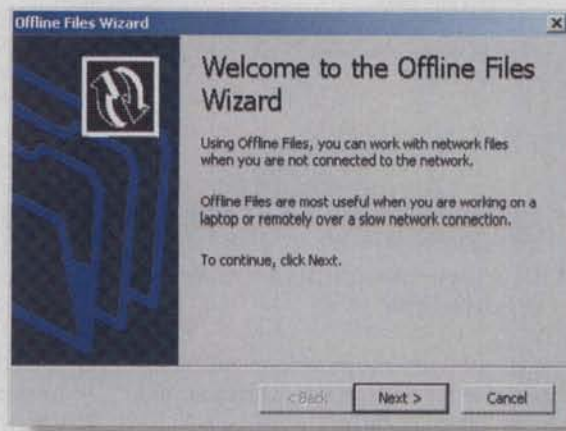 Offline Files Wizard
Welcome to the Offline Files
Wizard
Using Offline Files, you can work with network files
when you are not connected to the network.
Offline Files are most useful when you are working on a
laptop or remotely over a slow network connection.
To continue, click Next.
< Back
Next >
Cancel